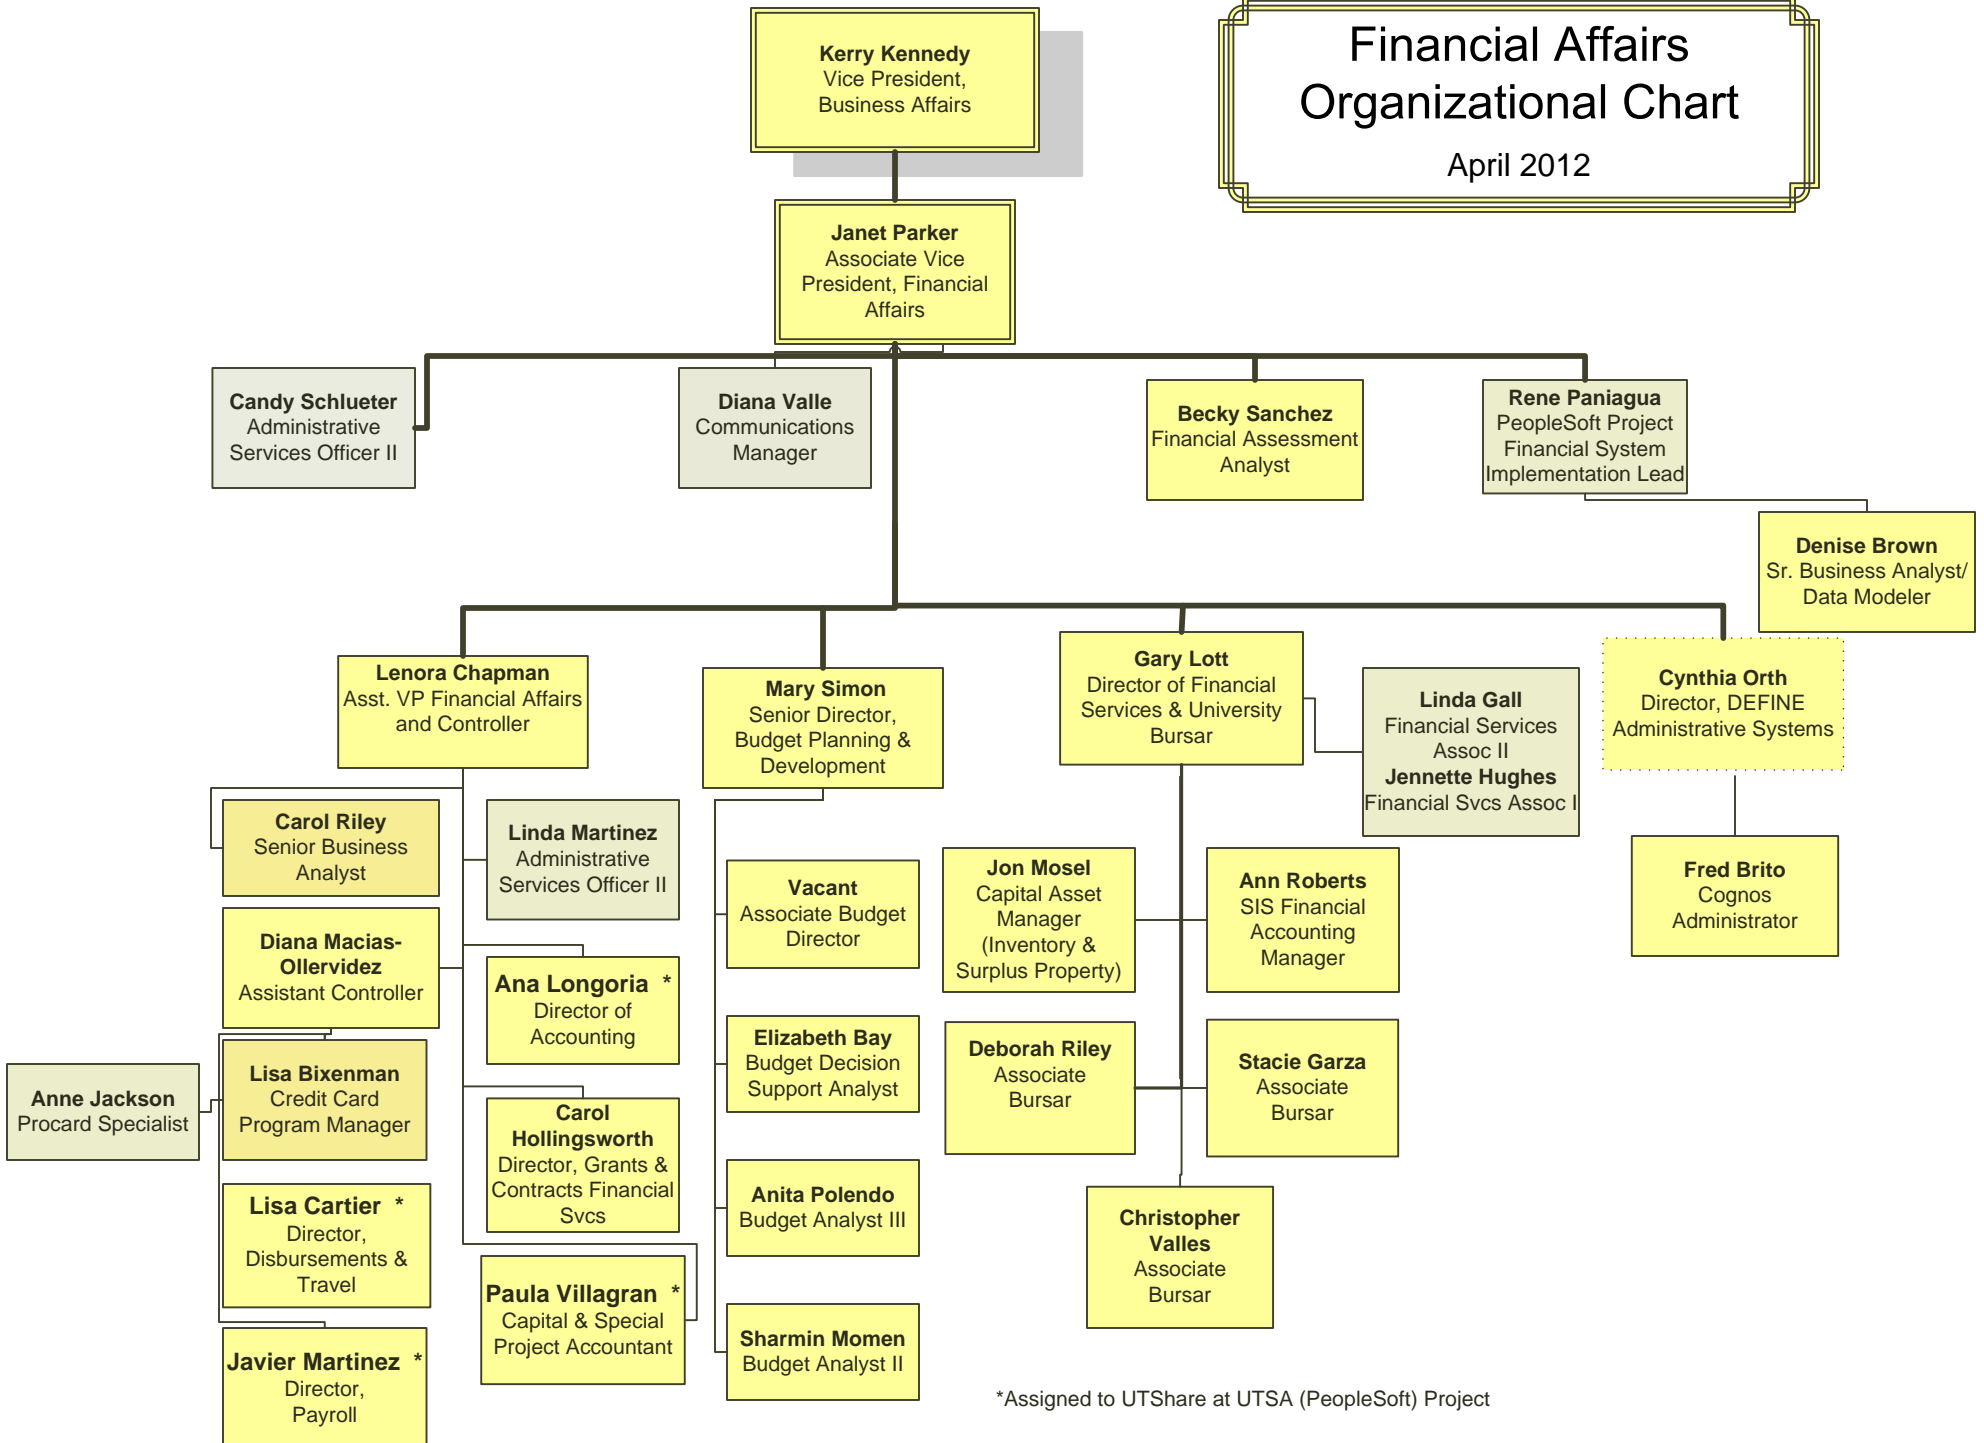 Financial Affairs
Organizational Chart
April 2012
Kerry Kennedy
Vice President,
Business Affairs
Janet Parker
Associate Vice
President, Financial
Affairs
Candy Schlueter
Administrative
Services Officer II
Diana Valle
Communications
Manager
Becky Sanchez
Financial Assessment
Analyst
Rene Paniagua
PeopleSoft Project
Financial System
Implementation Lead
Denise Brown
Sr. Business Analyst/
Data Modeler
Lenora Chapman
Asst. VP Financial Affairs
and Controller
Mary Simon
Senior Director,
Budget Planning &
Development
Gary Lott
Director of Financial
Services & University
Bursar
Linda Gall
Financial Services
Assoc II
Jennette Hughes
Financial Svcs Assoc I
Cynthia Orth
Director, DEFINE
Administrative Systems
Carol Riley
Senior Business
Analyst
Linda Martinez
Administrative
Services Officer II
Diana Macias-
Ollervidez
Assistant Controller
Ana Longoria *
Director of
Accounting
Anne Jackson
Procard Specialist
Lisa Bixenman
Credit Card
Program Manager
Carol
Hollingsworth
Director, Grants &
Contracts Financial
Svcs
Lisa Cartier *
Director,
Disbursements &
Travel
Paula Villagran *
Capital & Special
Project Accountant
Javier Martinez *
Director,
Payroll
Vacant
Associate Budget
Director
Elizabeth Bay
Budget Decision
Support Analyst
Anita Polendo
Budget Analyst III
Sharmin Momen
Budget Analyst II
Jon Mosel
Capital Asset
Manager
(Inventory &
Surplus Property)
Ann Roberts
SIS Financial
Accounting
Manager
Deborah Riley
Associate
Bursar
Stacie Garza
Associate
Bursar
Christopher
Valles
Associate
Bursar
Fred Brito
Cognos
Administrator
*Assigned to UTShare at UTSA (PeopleSoft) Project